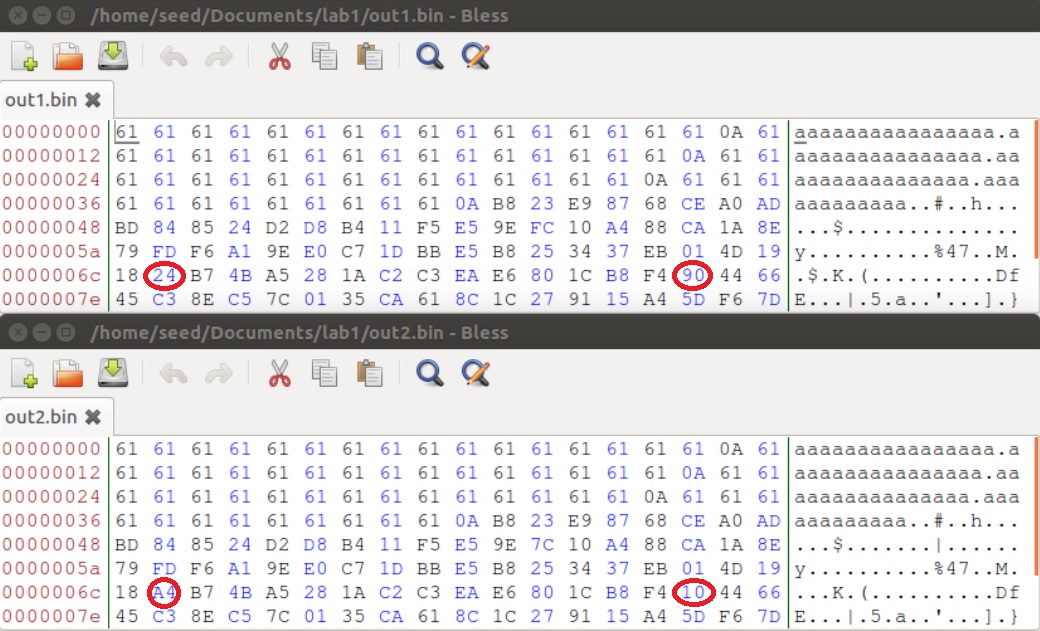 /home/seed/Documents/lab1/out1.bin - Bless
out1.bin
00000000 61 61 61 61 61 61 61 61 61 61 61 61 61 61 61 61 0A 61 aaaaaaaaaaaaaaaa.a
00000012 61 61 61 61 61 61 61 61 61 61 61 61 61 61 61 0A 61 61 aaaaaaaaaaaaaaa.aa
00000024 61 61 61 61 61 61 61 61 61 61 61 61 61 61 0A 61 61 61 aaaaaaaaaaaaaa.aaa
00000036 61 61 61 61 61 61 61 61 61 0A B8 23 E9 87 68 CE A0 AD aaaaaaaaa..#..h...
00000048 BD 84 85 24 D2 D8 B4 11 F5 E5 9E FC 10 A4 88 CA 1A 8E ...$..............
0000005a 79 FD F6 A1 9E E0 C7 1D BB E5 B8 25 34 37 EB 01 4D 19 y..........%47..M.
0000006c 18 24 B7 4B A5 28 1A C2 C3 EA E6 80 1C B8 F4 90 44 66 .$.K.(..........Df
0000007e 45 C3 8E C5 7C 01 35 CA 61 8C 1C 27 91 15 A4 5D F6 7D E...|.5.a..'...].}
/home/seed/Documents/lab1/out2.bin - Bless
out2.bin
00000000 61 61 61 61 61 61 61 61 61 61 61 61 61 61 61 61 0A 61 aaaaaaaaaaaaaaaa.a
00000012 61 61 61 61 61 61 61 61 61 61 61 61 61 61 61 0A 61 61 aaaaaaaaaaaaaaa.aa
00000024 61 61 61 61 61 61 61 61 61 61 61 61 61 61 0A 61 61 61 aaaaaaaaaaaaaa.aaa
00000036 61 61 61 61 61 61 61 61 61 0A B8 23 E9 87 68 CE A0 AD aaaaaaaaa..#..h...
00000048 BD 84 85 24 D2 D8 B4 11 F5 E5 9E 7C 10 A4 88 CA 1A 8E ...$.......|......
0000005a 79 FD F6 A1 9E E0 C7 1D BB E5 B8 25 34 37 EB 01 4D 19 y..........%47..M.
0000006c 18 A4 B7 4B A5 28 1A C2 C3 EA E6 80 1C B8 F4 10 44 66 ...K.(..........Df
0000007e 45 C3 8E C5 7C 01 35 CA 61 8C 1C 27 91 15 A4 5D F6 7D E...|.5.a..'...].}